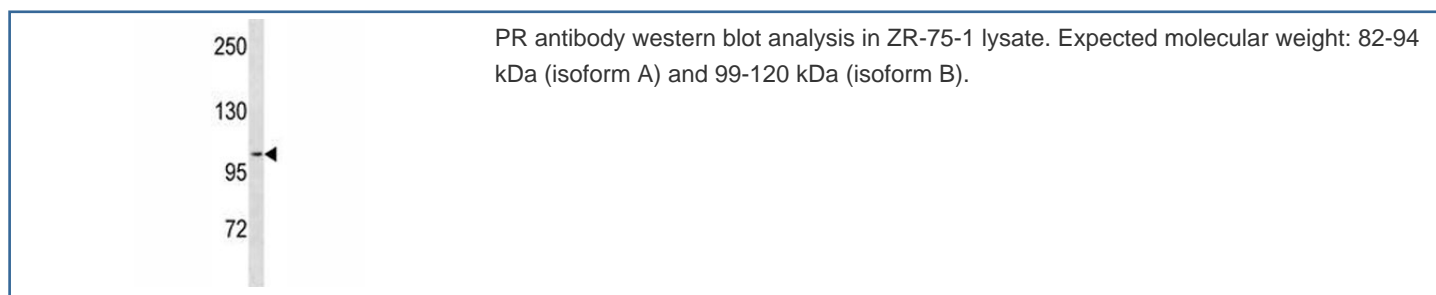 250
130
95
72
PR antibody western blot analysis in ZR-75-1 lysate. Expected molecular weight: 82-94
kDa (isoform A) and 99-120 kDa (isoform B).